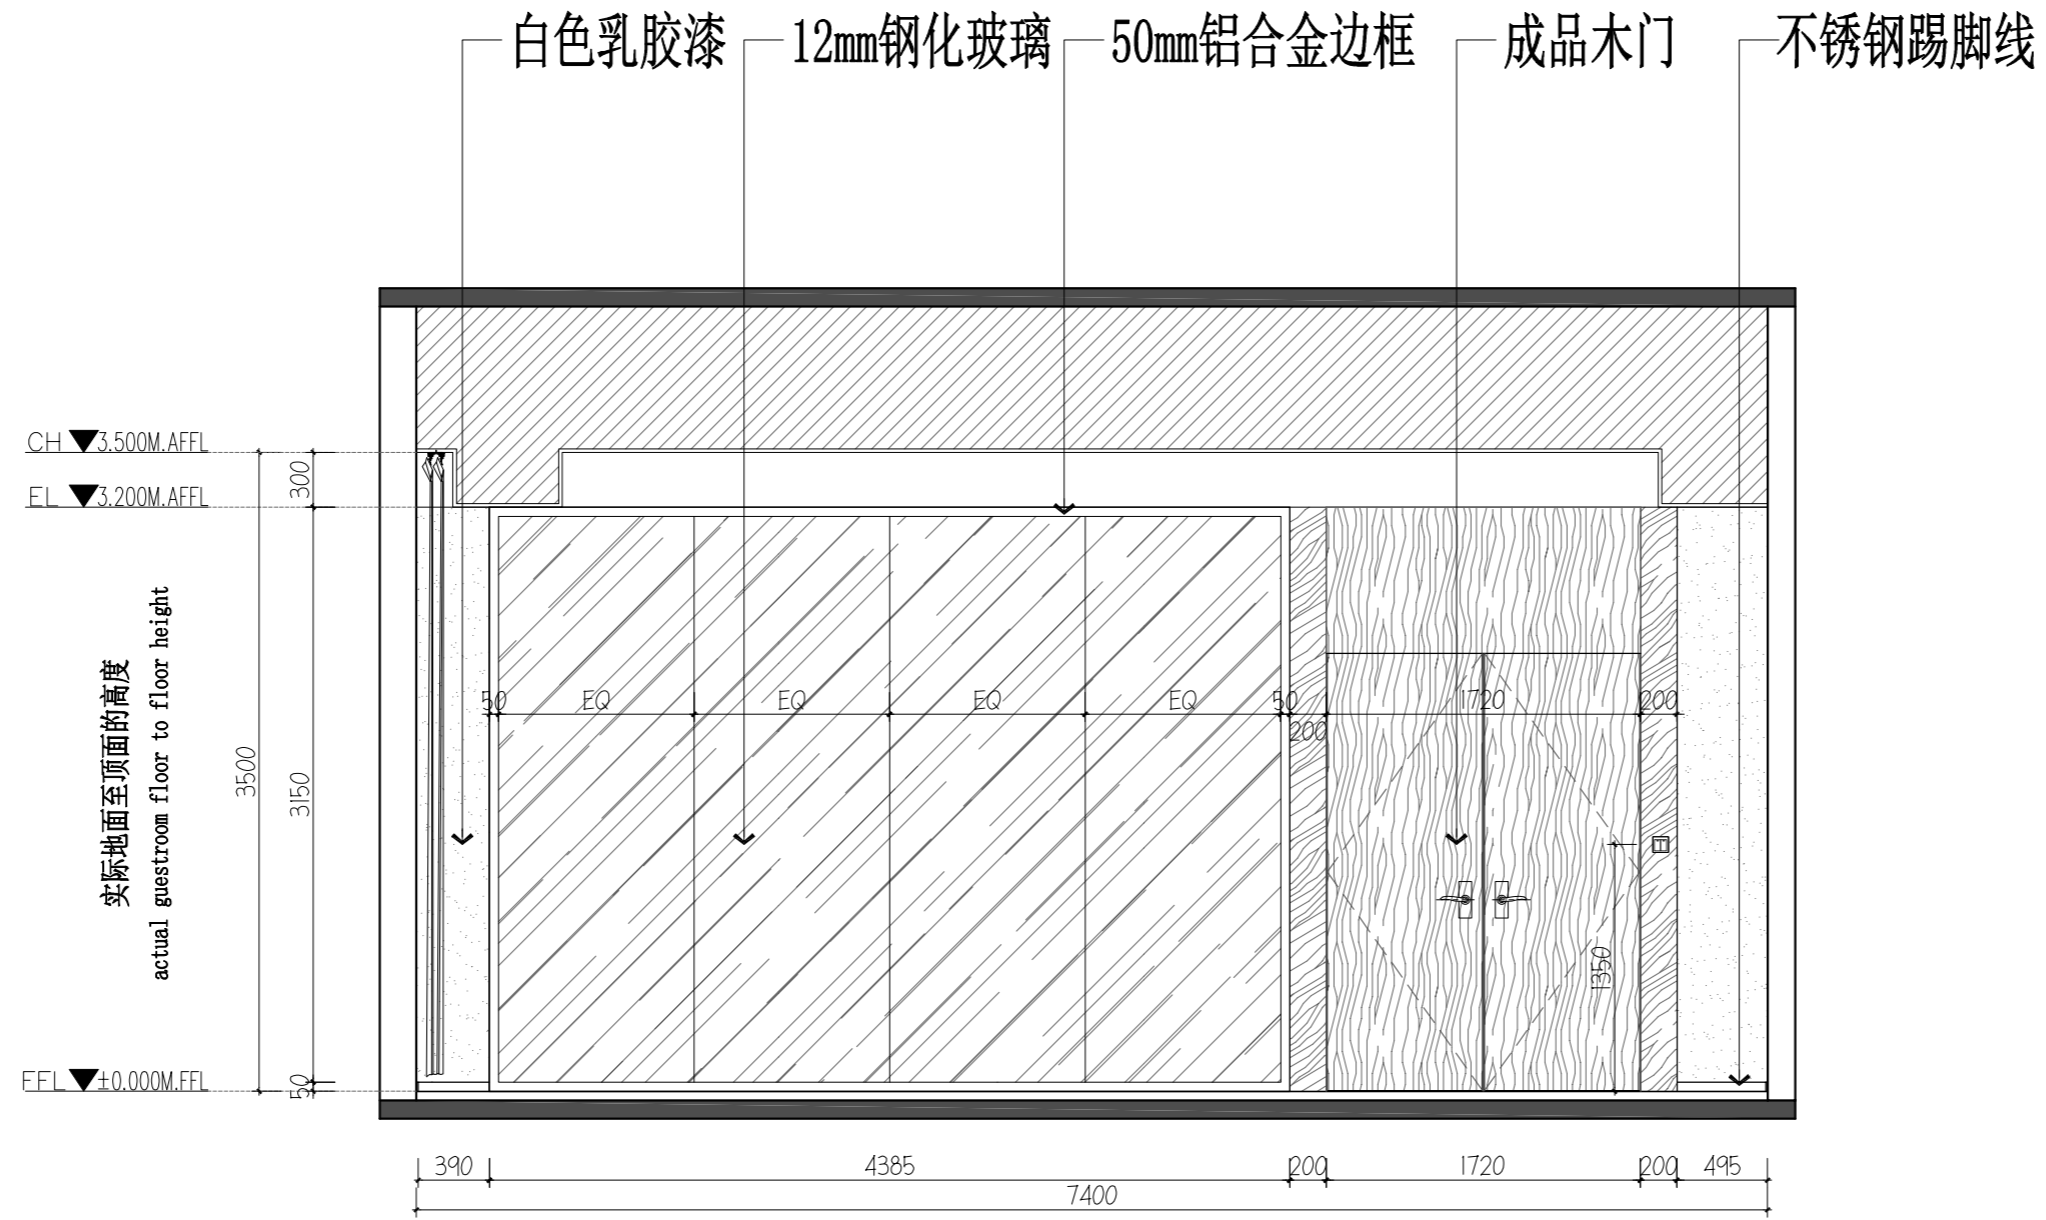 白色乳胶漆
12mm钢化玻璃
50mm铝合金边框
成品木门
不锈钢踢脚线
CH 3.500M.AFFL
EL 3.200M.AFFL
FFL ±0.000M.FFL
实际地面至顶面的高度
actual guestroom floor to floor height
3500
300
3150
50
50
EQ
EQ
EQ
EQ
50
200
1720
200
1350
390
4385
200
1720
200
495
7400